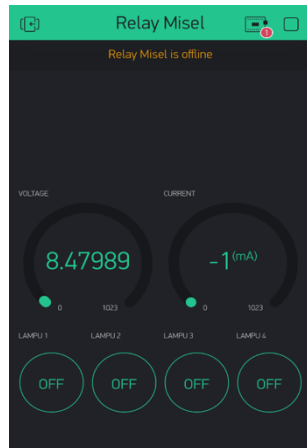 Relay Misel
1
Relay Misel is offline
VOLTAGE CURRENT
8.47989 -1(mA)
0 1023 0 1023
LAMPU 1 LAMPU 2 LAMPU 3 LAMPU 4
OFF OFF OFF OFF